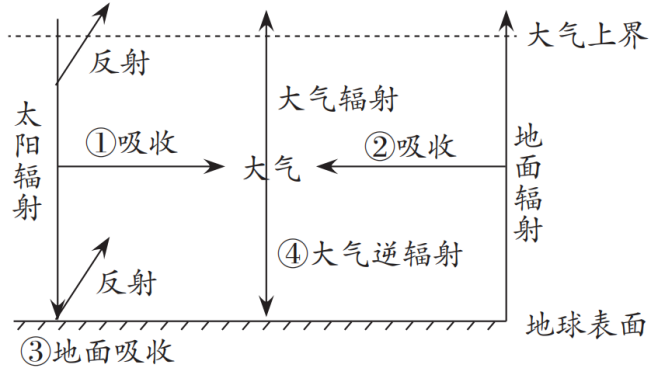 大气上界
反射
大气辐射
太阳辐射
①吸收
大气
②吸收
地面辐射
④大气逆辐射
反射
地球表面
③地面吸收